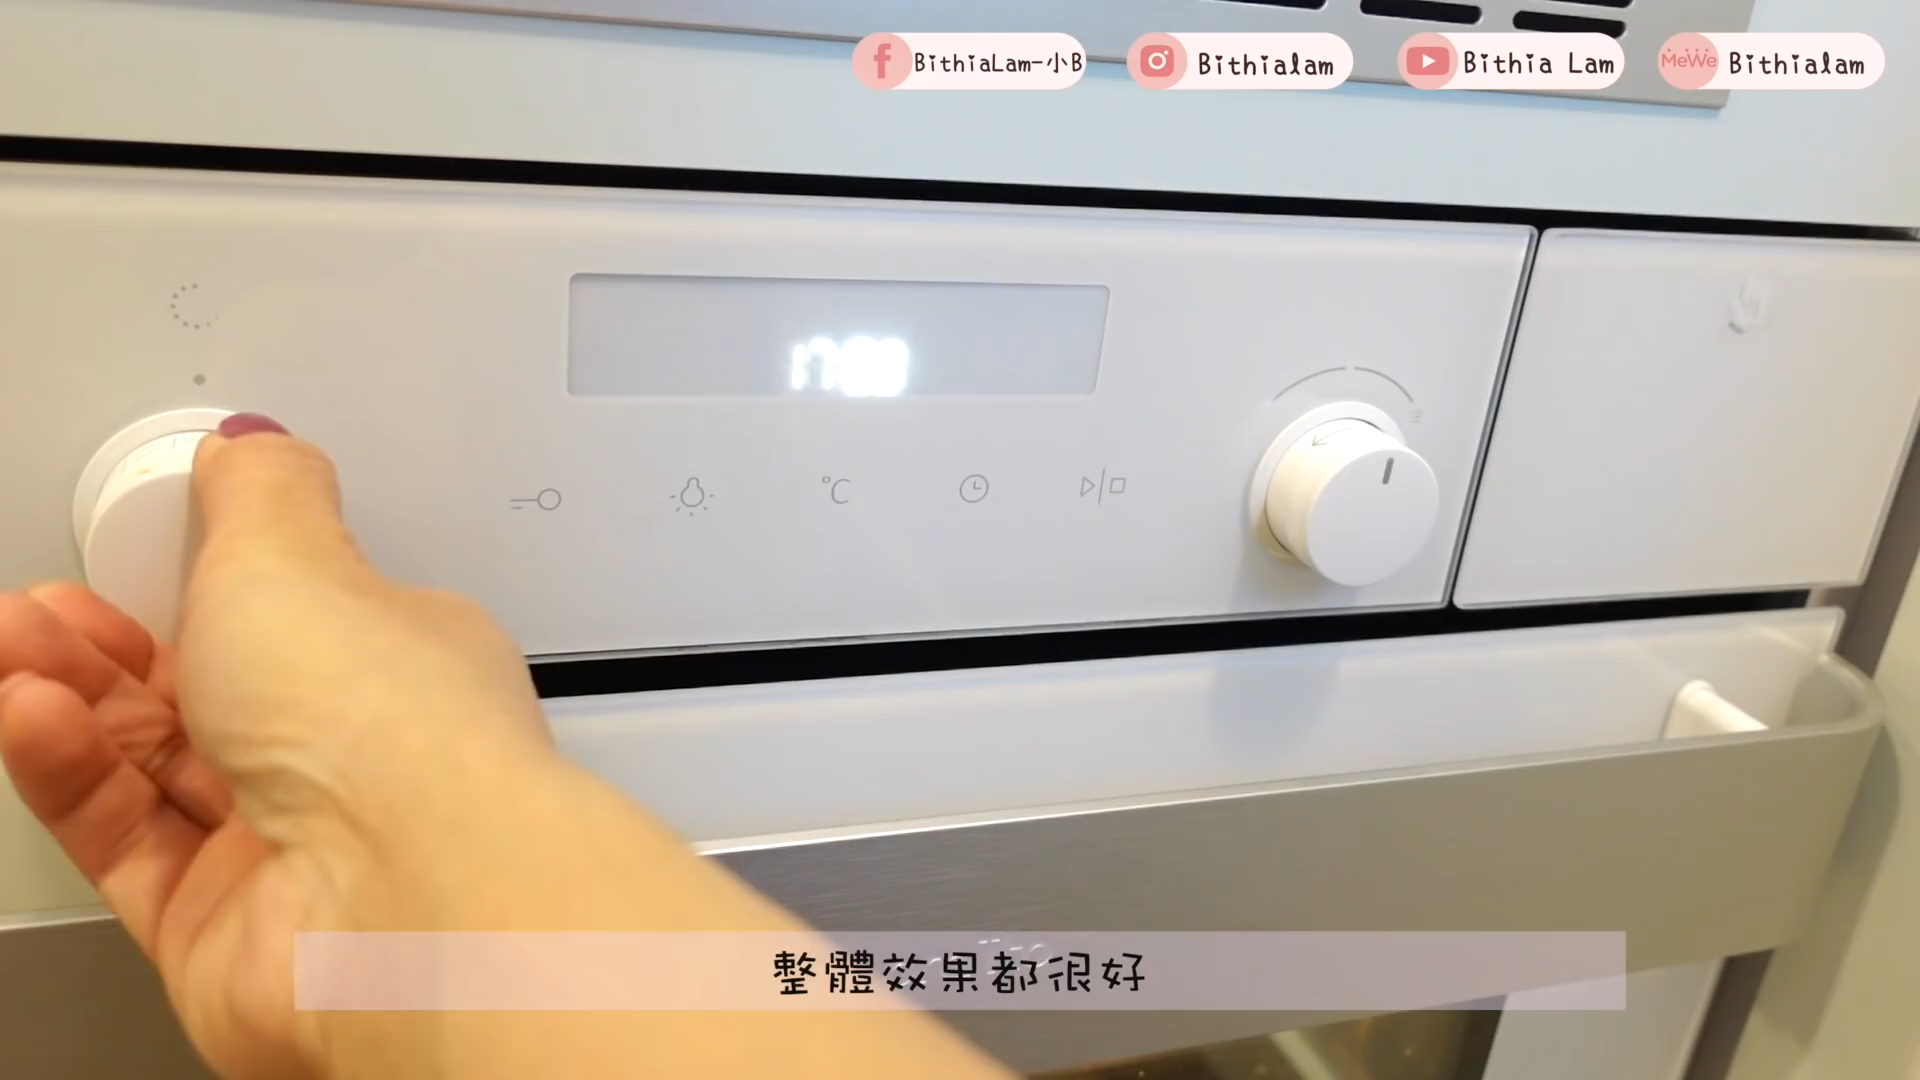 BithiaLam-小B
Bithialam
Bithia Lam
MeWe
Bithialam
°C
整體效果都很好